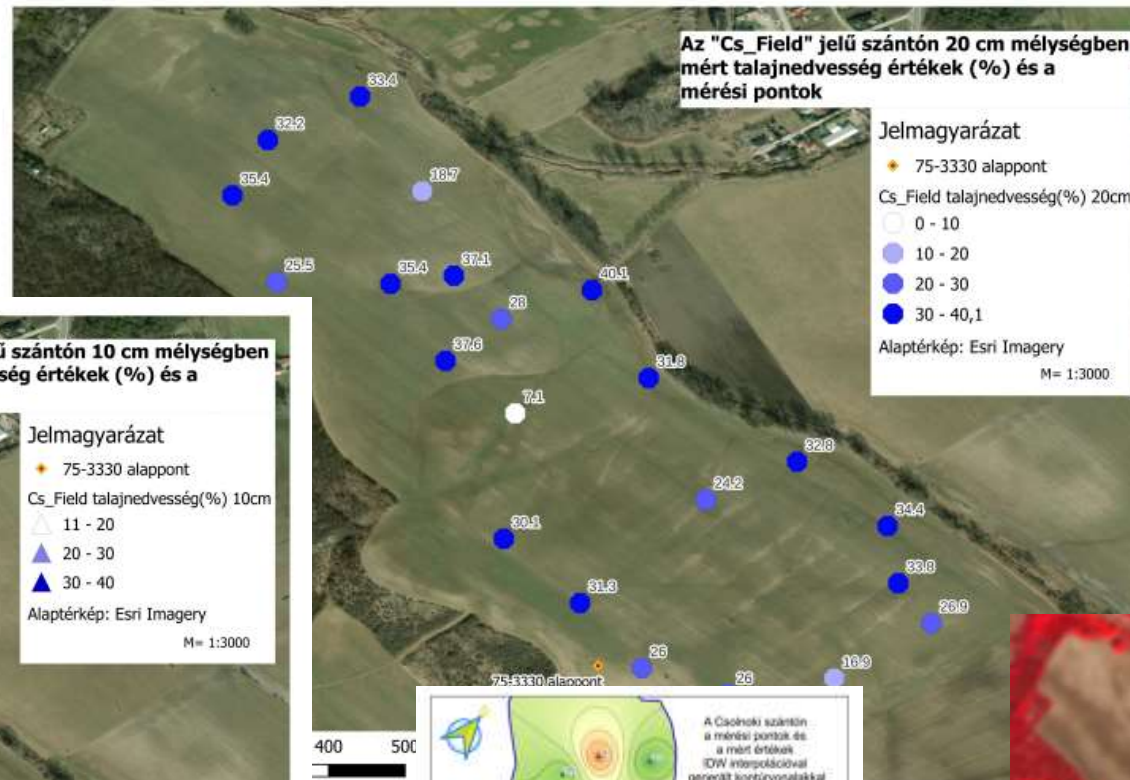 Az "Cs_Field" jelű szántón 20 cm mélységben
mért talajnedvesség értékek (%) és a
mérési pontok
Jelmagyarázat
75-3330 alappont
Cs_Field talajnedvesség(%) 20cm
0 - 10
10 - 20
20 - 30
30 - 40,1
Alaptérkép: Esri Imagery
M= 1:3000
33.4
32.2
35.4
18.7
25.5
35.4
37.1
40.1
28
37.6
31.8
7.1
32.8
24.2
34.4
30.1
33.8
31.3
26.9
26
26
16.9
75-3330 alappont
400 500
ű szántón 10 cm mélységben
ség értékek (%) és a
Jelmagyarázat
75-3330 alappont
Cs_Field talajnedvesség(%) 10cm
11 - 20
20 - 30
30 - 40
Alaptérkép: Esri Imagery
M= 1:3000
A Csolnoki szántón
a mérési pontok és
a mért értékek
IDW interpolációval
generált kontúrvonalakkal